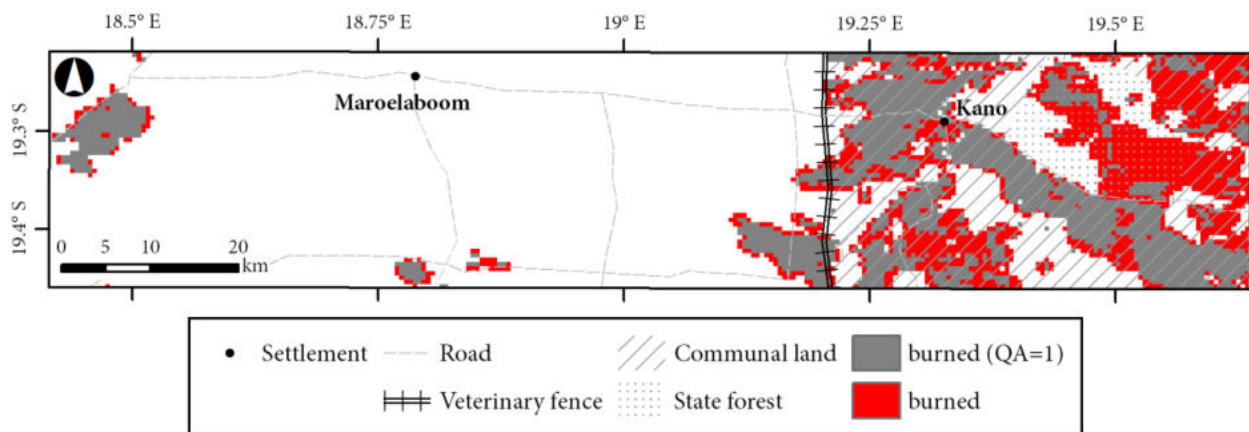 18.5° E 18.75° E 19° E 19.25° E 19.5° E
Maroelaboom
Kano
19.3° S
19.4° S
0 5 10 20
km
Settlement Road Communal land burned (QA=1)
Veterinary fence State forest burned